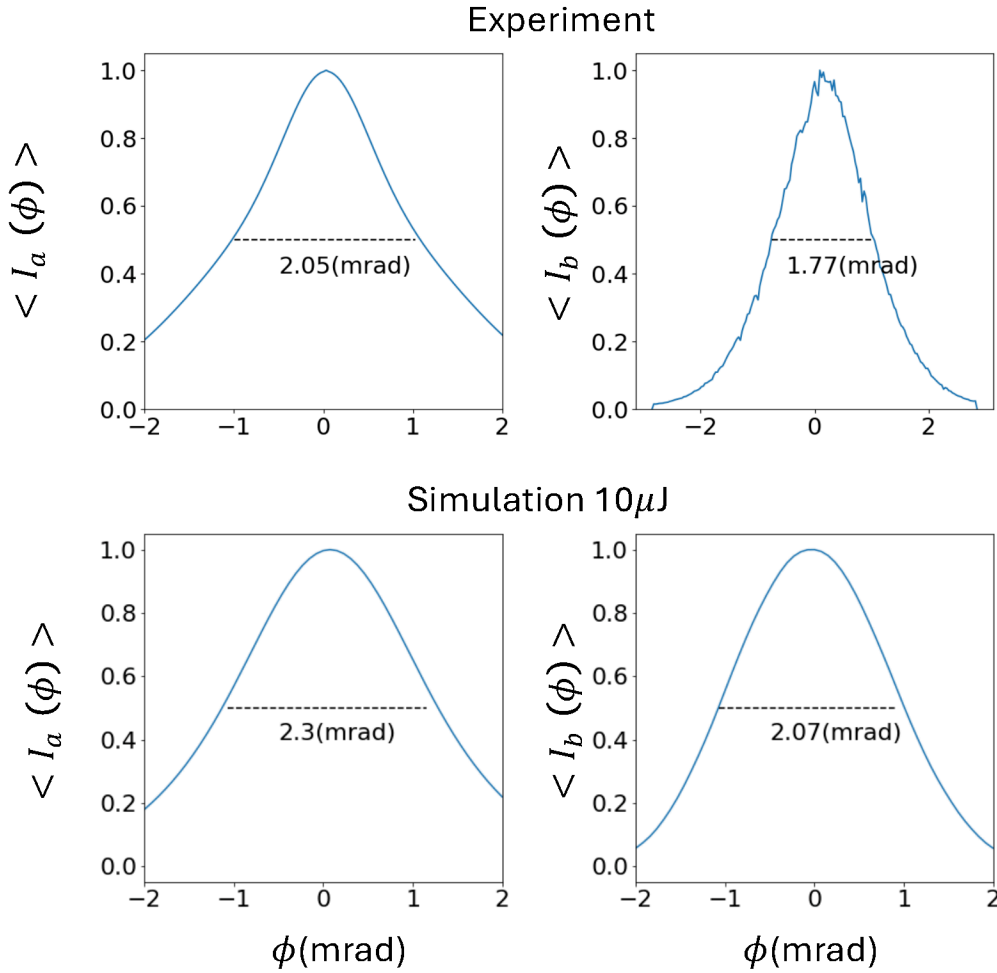 Experiment
< I_a (ϕ) >
1.0
0.8
0.6
0.4
0.2
0.0
2.05(mrad)
−2 −1 0 1 2
< I_b (ϕ) >
1.0
0.8
0.6
0.4
0.2
0.0
1.77(mrad)
−2 0 2
Simulation 10μJ
< I_a (ϕ) >
1.0
0.8
0.6
0.4
0.2
0.0
2.3(mrad)
−2 −1 0 1 2
ϕ(mrad)
< I_b (ϕ) >
1.0
0.8
0.6
0.4
0.2
0.0
2.07(mrad)
−2 −1 0 1 2
ϕ(mrad)